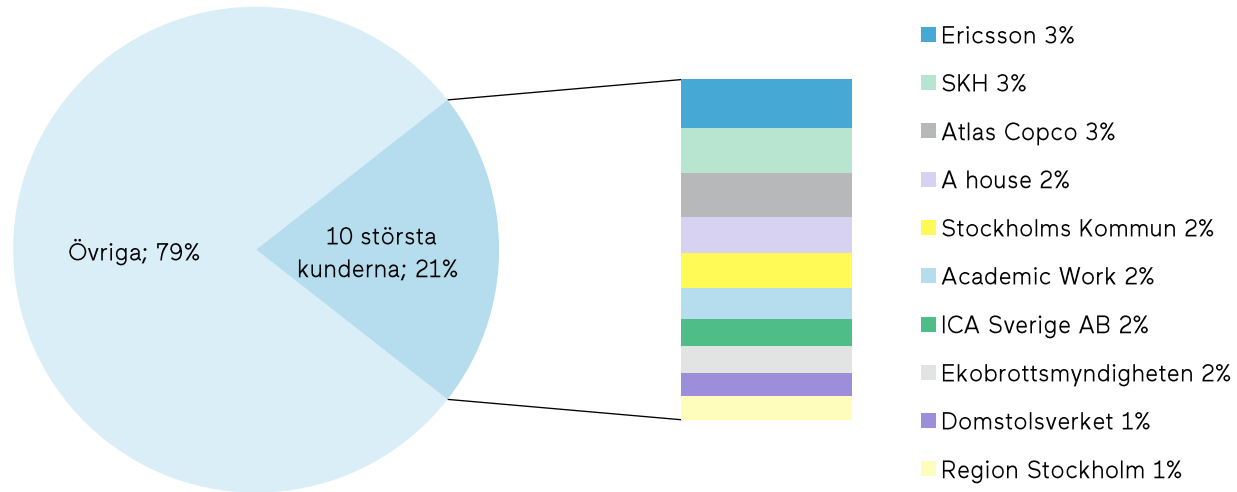 Övriga; 79%
10 största
kunderna; 21%
Ericsson 3%
SKH 3%
Atlas Copco 3%
A house 2%
Stockholms Kommun 2%
Academic Work 2%
ICA Sverige AB 2%
Ekobrottsmyndigheten 2%
Domstolsverket 1%
Region Stockholm 1%